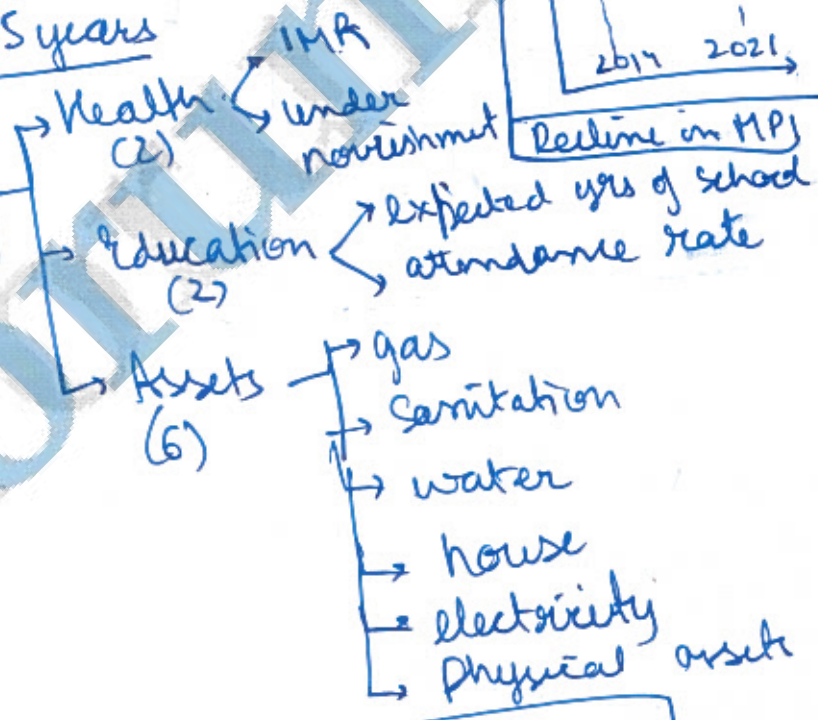 5 years
2014 2021
Decline in MPI
Health
(2)
IMR
under
nourishment
Education
(2)
expected yrs of school
attendance rate
Assets
(6)
gas
Sanitation
water
house
electricity
Physical assets